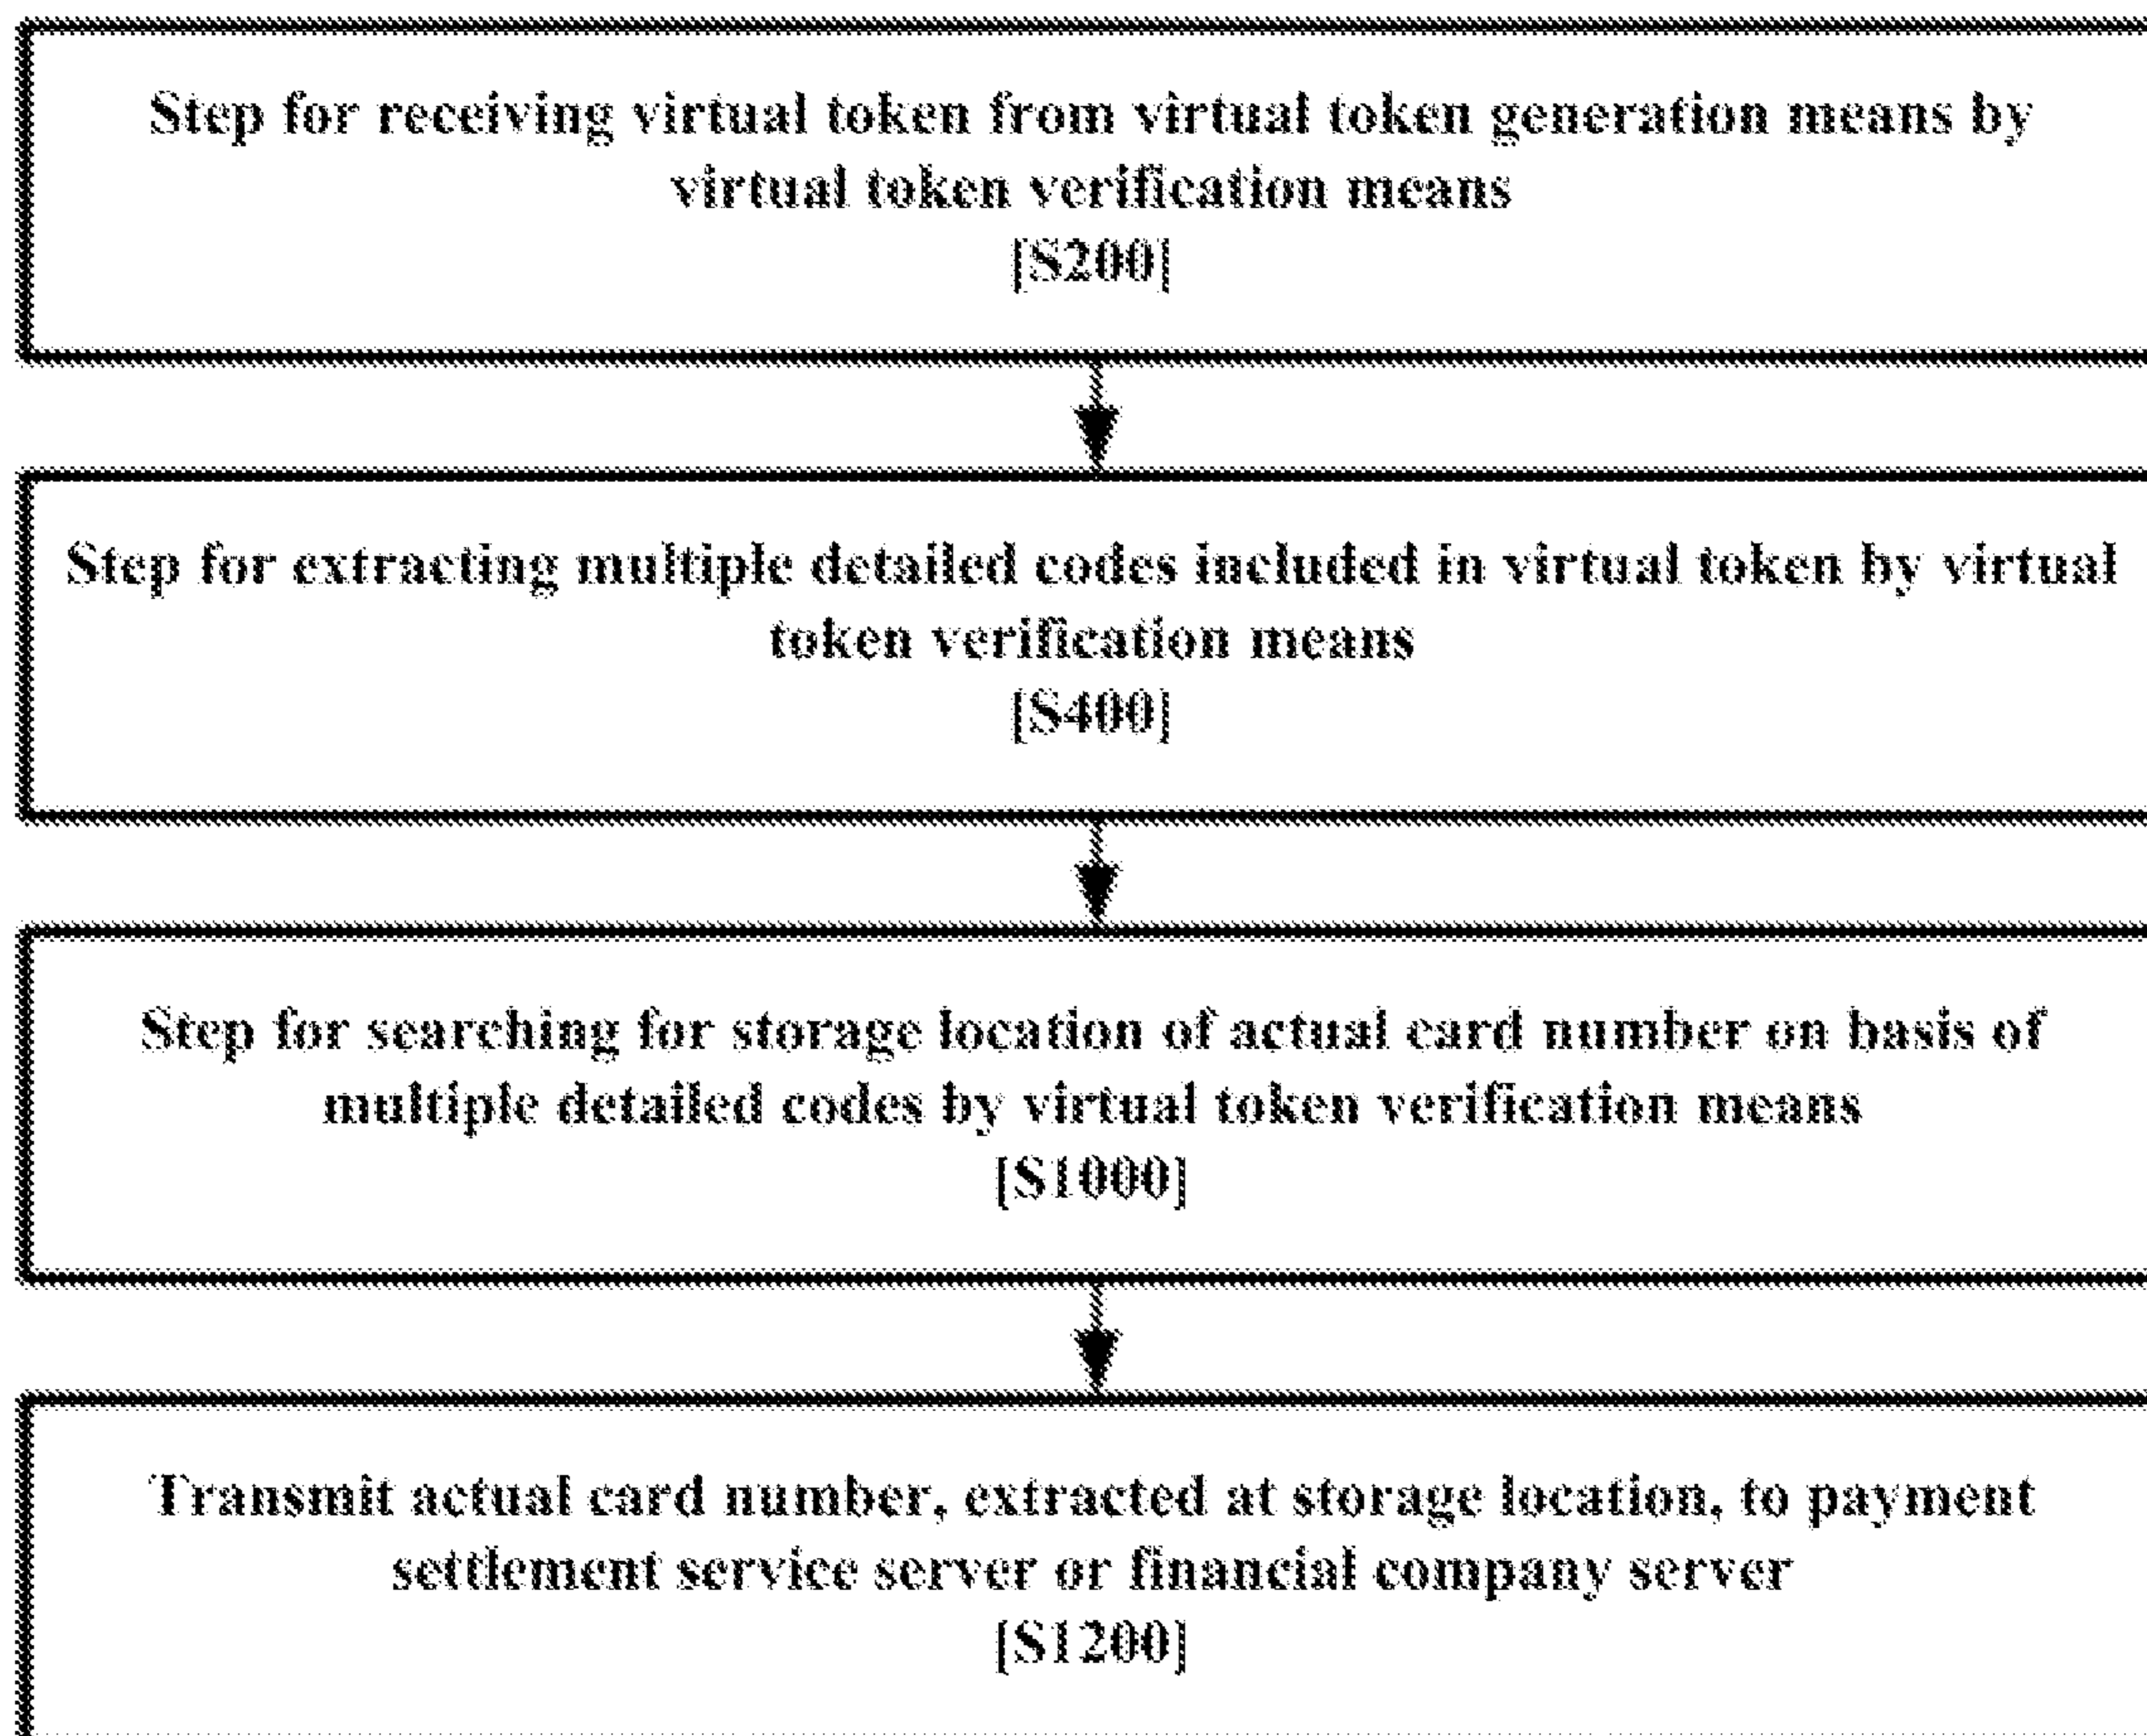 Step for receiving virtual token from virtual token generation means by
virtual token verification means
[S200]
Step for extracting multiple detailed codes included in virtual token by virtual
token verification means
[S400]
Step for searching for storage location of actual card number on basis of
multiple detailed codes by virtual token verification means
[S1000]
Transmit actual card number, extracted at storage location, to payment
settlement service server or financial company server
[S1200]